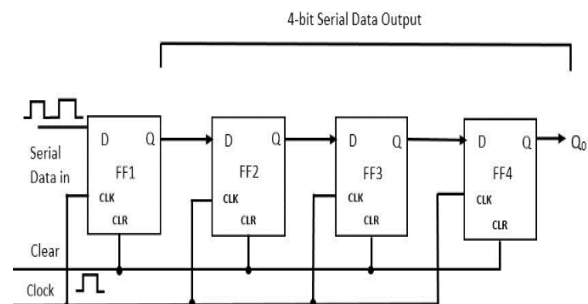 4-bit Serial Data Output
D Q D Q D Q D Q Q₀
Serial
Data in
FF1 FF2 FF3 FF4
CLK CLK CLK CLK
CLR CLR CLR CLR
Clear
Clock